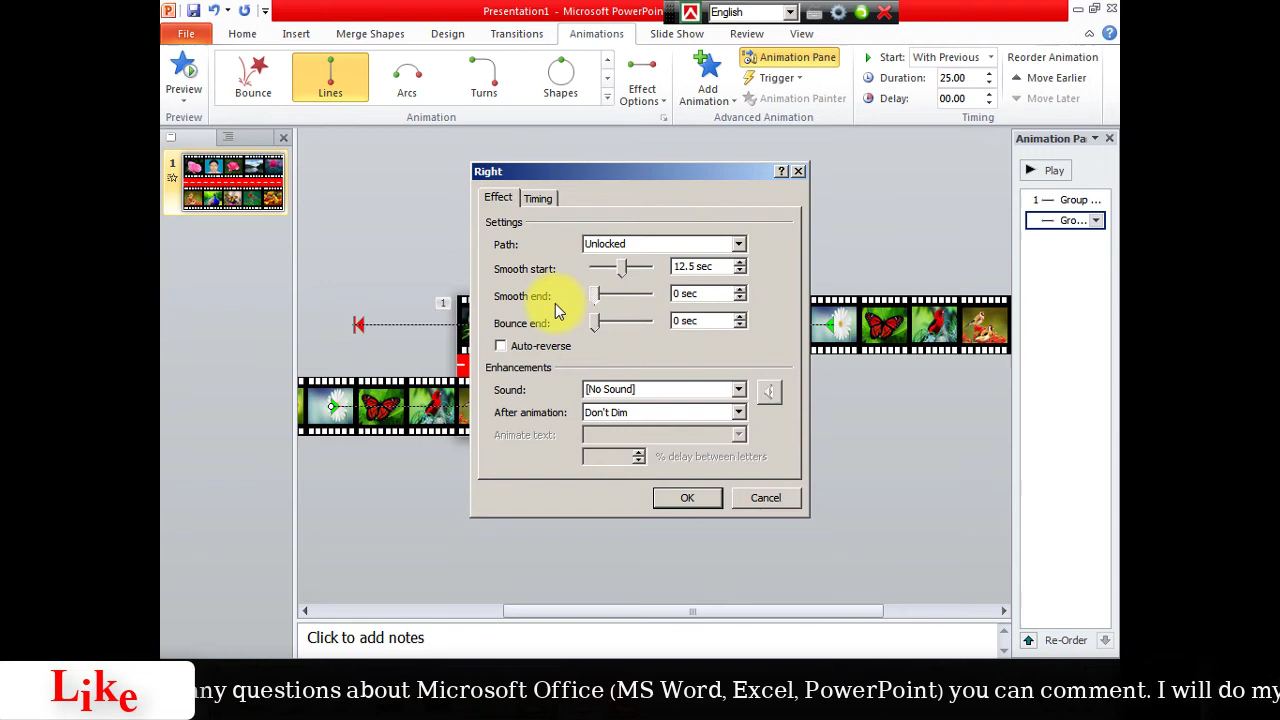 Presentation1 - Microsoft PowerPoin
English
File Home Insert Merge Shapes Design Transitions Animations Slide Show Review View
Preview
Bounce
Lines
Arcs
Turns
Shapes
Effect Options
Add Animation
Animation Pane
Trigger
Animation Painter
Start: With Previous
Duration: 25.00
Delay: 00.00
Reorder Animation
Move Earlier
Move Later
Preview
Animation
Advanced Animation
Timing
1
Right
Effect Timing
Settings
Path: Unlocked
Smooth start: 12.5 sec
Smooth end: 0 sec
Bounce end: 0 sec
Auto-reverse
Enhancements
Sound: [No Sound]
After animation: Don't Dim
Animate text:
% delay between letters
OK Cancel
1
Animation Pa
Play
1 Group ...
Gro...
Re-Order
Click to add notes
Like
any questions about Microsoft Office (MS Word, Excel, PowerPoint) you can comment. I will do my